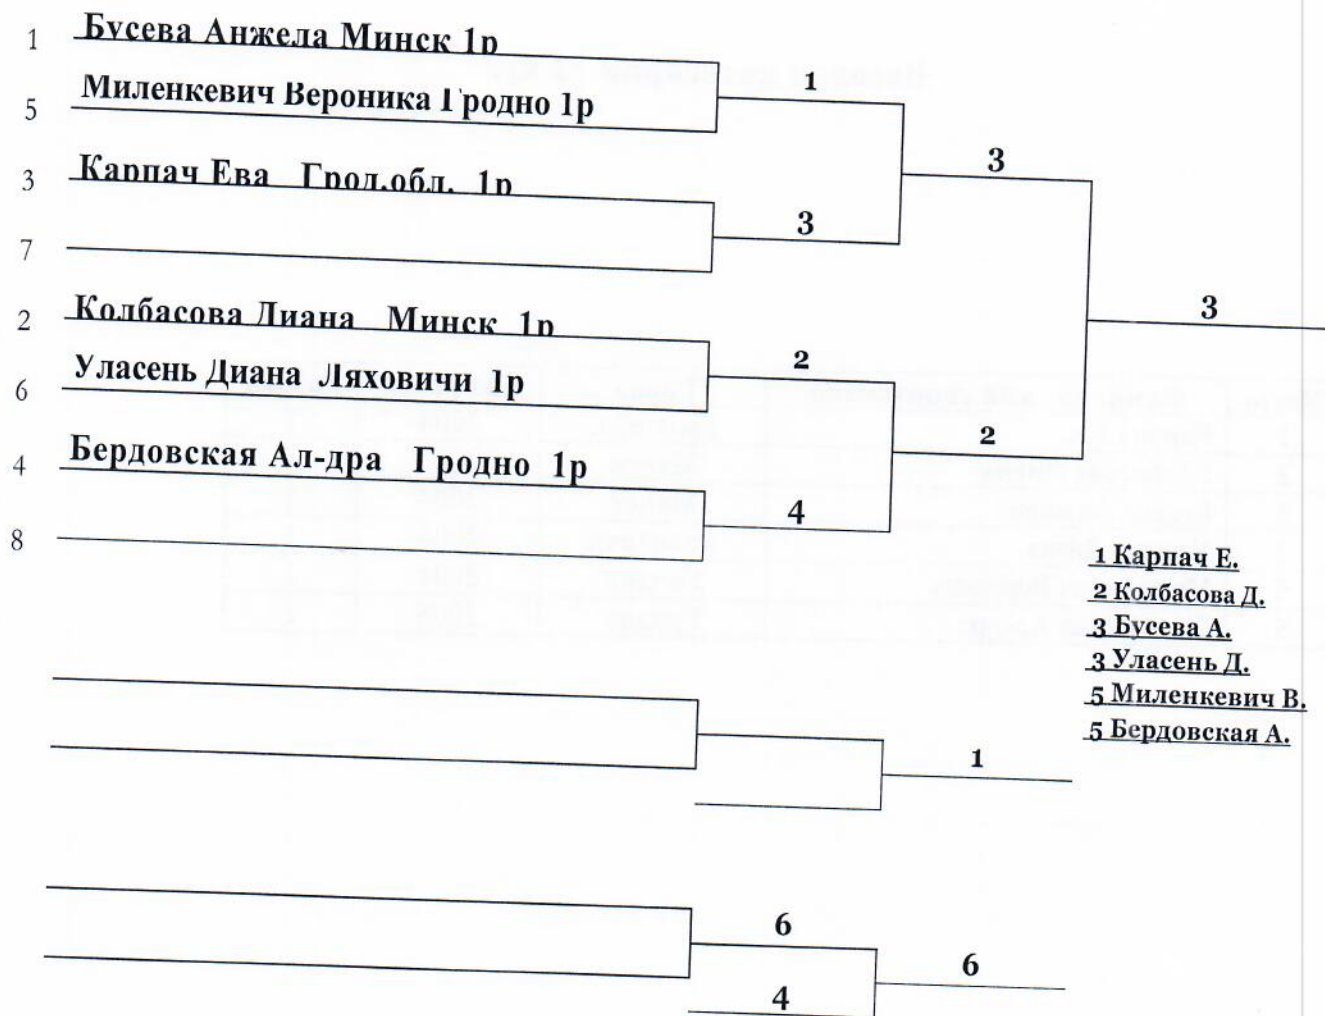 1 Бусева Анжела Минск 1р
5 Миленкевич Вероника Гродно 1р
1
3 Карпач Ева Грод.обл. 1р
3
3
7
2 Колбасова Диана Минск 1р
3
6 Уласень Диана Ляховичи 1р
2
4 Бердовская Ал-дра Гродно 1р
2
4
8
1 Карпач Е.
2 Колбасова Д.
3 Бусева А.
3 Уласень Д.
5 Миленкевич В.
5 Бердовская А.
1
6
6
4